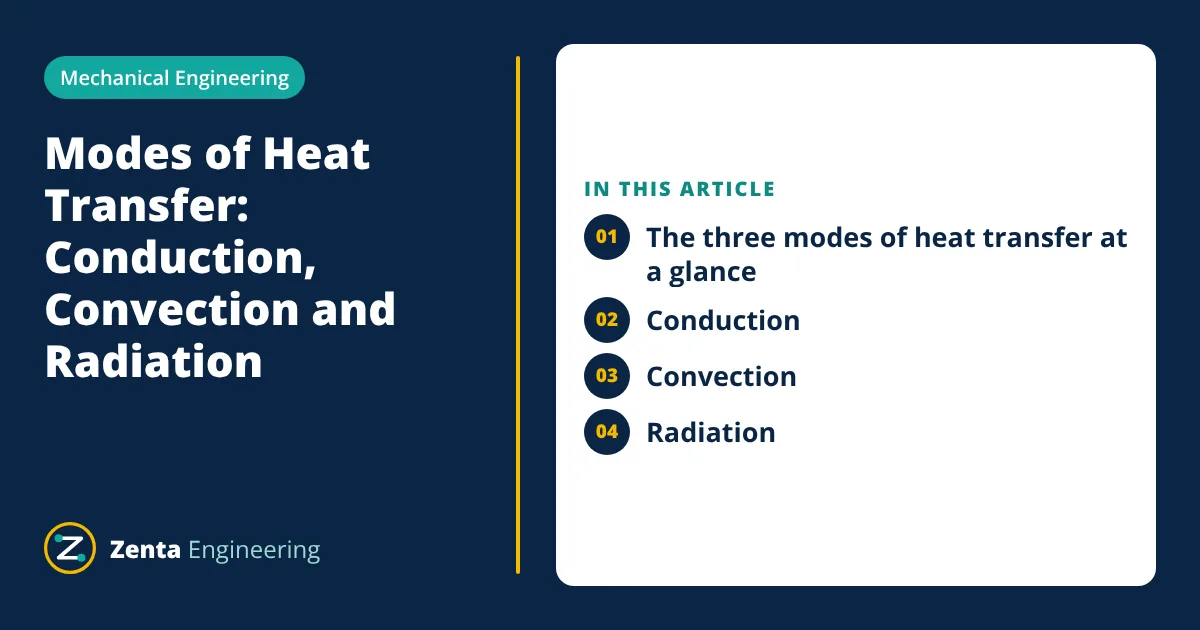 Mechanical Engineering
Modes of Heat
Transfer:
Conduction,
Convection and
Radiation
Zenta Engineering
IN THIS ARTICLE
01 The three modes of heat transfer at
a glance
02 Conduction
03 Convection
04 Radiation